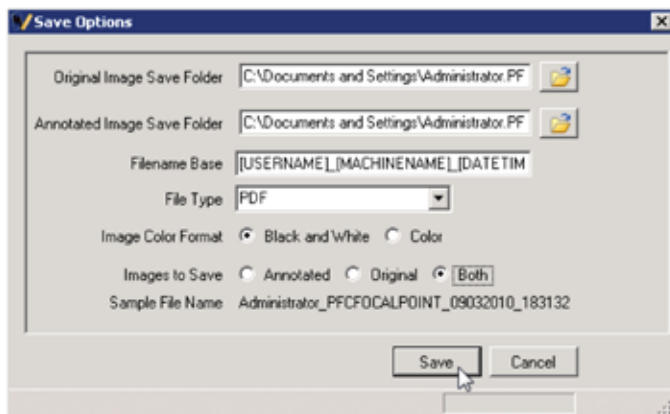 Save Options
Original Image Save Folder C:\Documents and Settings\Administrator.PF
Annotated Image Save Folder C:\Documents and Settings\Administrator.PF
Filename Base [USERNAME]_[MACHINENAME]_[DATETIM
File Type PDF
Image Color Format Black and White Color
Images to Save Annotated Original Both
Sample File Name Administrator_PFCFOCALPOINT_09032010_183132
Save Cancel